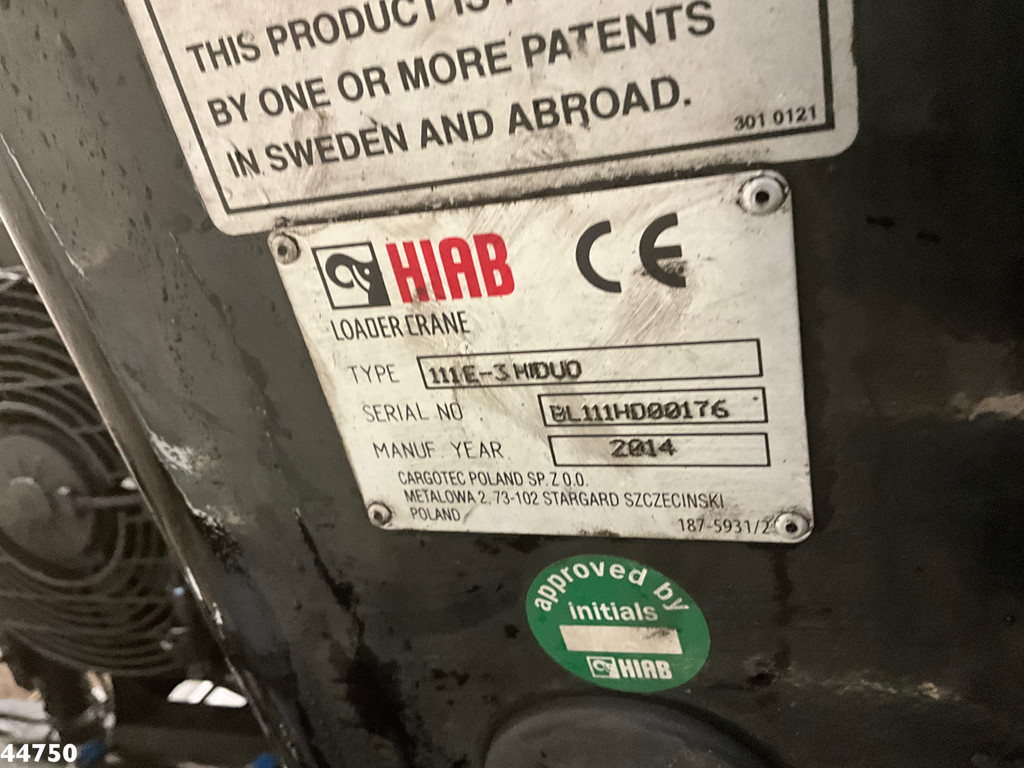 THIS PRODUCT IS
BY ONE OR MORE PATENTS
IN SWEDEN AND ABROAD.
301 0121
HIAB
CE
LOADER CRANE
TYPE 111E-3 HIDUO
SERIAL NO BL111HD00176
MANUF. YEAR 2014
CARGOTEC POLAND SP. Z O.O.
METALOWA 2, 73-102 STARGARD SZCZECINSKI
POLAND
187-5931/2
approved by
initials
HIAB
44750